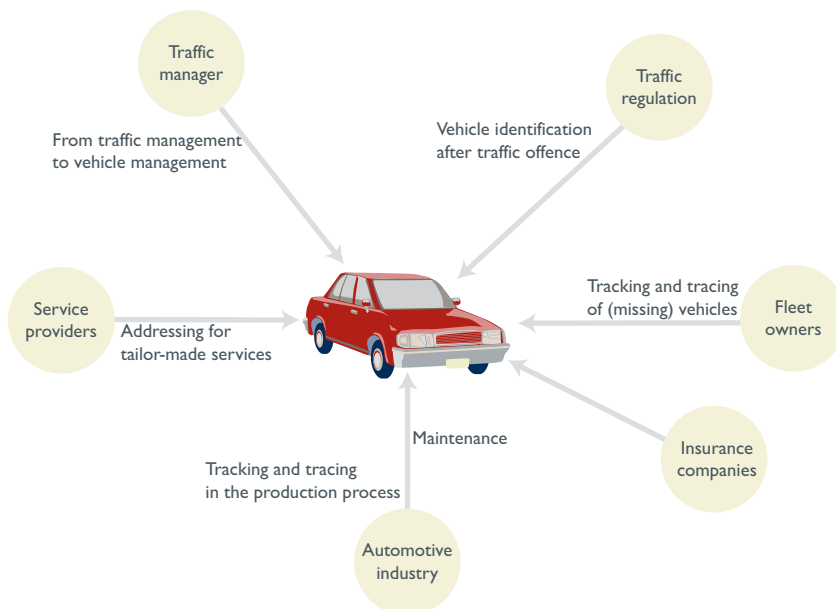 Traffic
manager
Traffic
regulation
From traffic management
to vehicle management
Vehicle identification
after traffic offence
Service
providers
Addressing for
tailor-made services
Tracking and tracing
of (missing) vehicles
Fleet
owners
Maintenance
Insurance
companies
Tracking and tracing
in the production process
Automotive
industry